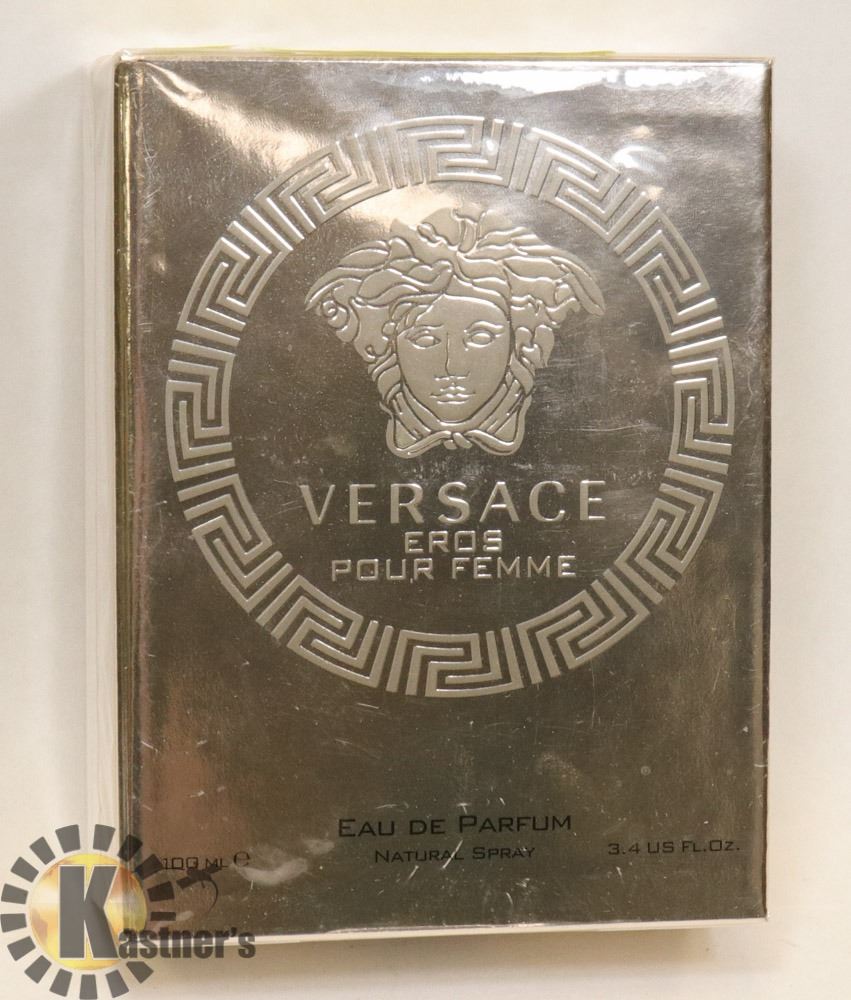 VERSACE
EROS
POUR FEMME
EAU DE PARFUM
NATURAL SPRAY
100 ML e
3.4 US FL.OZ.
Kastner's